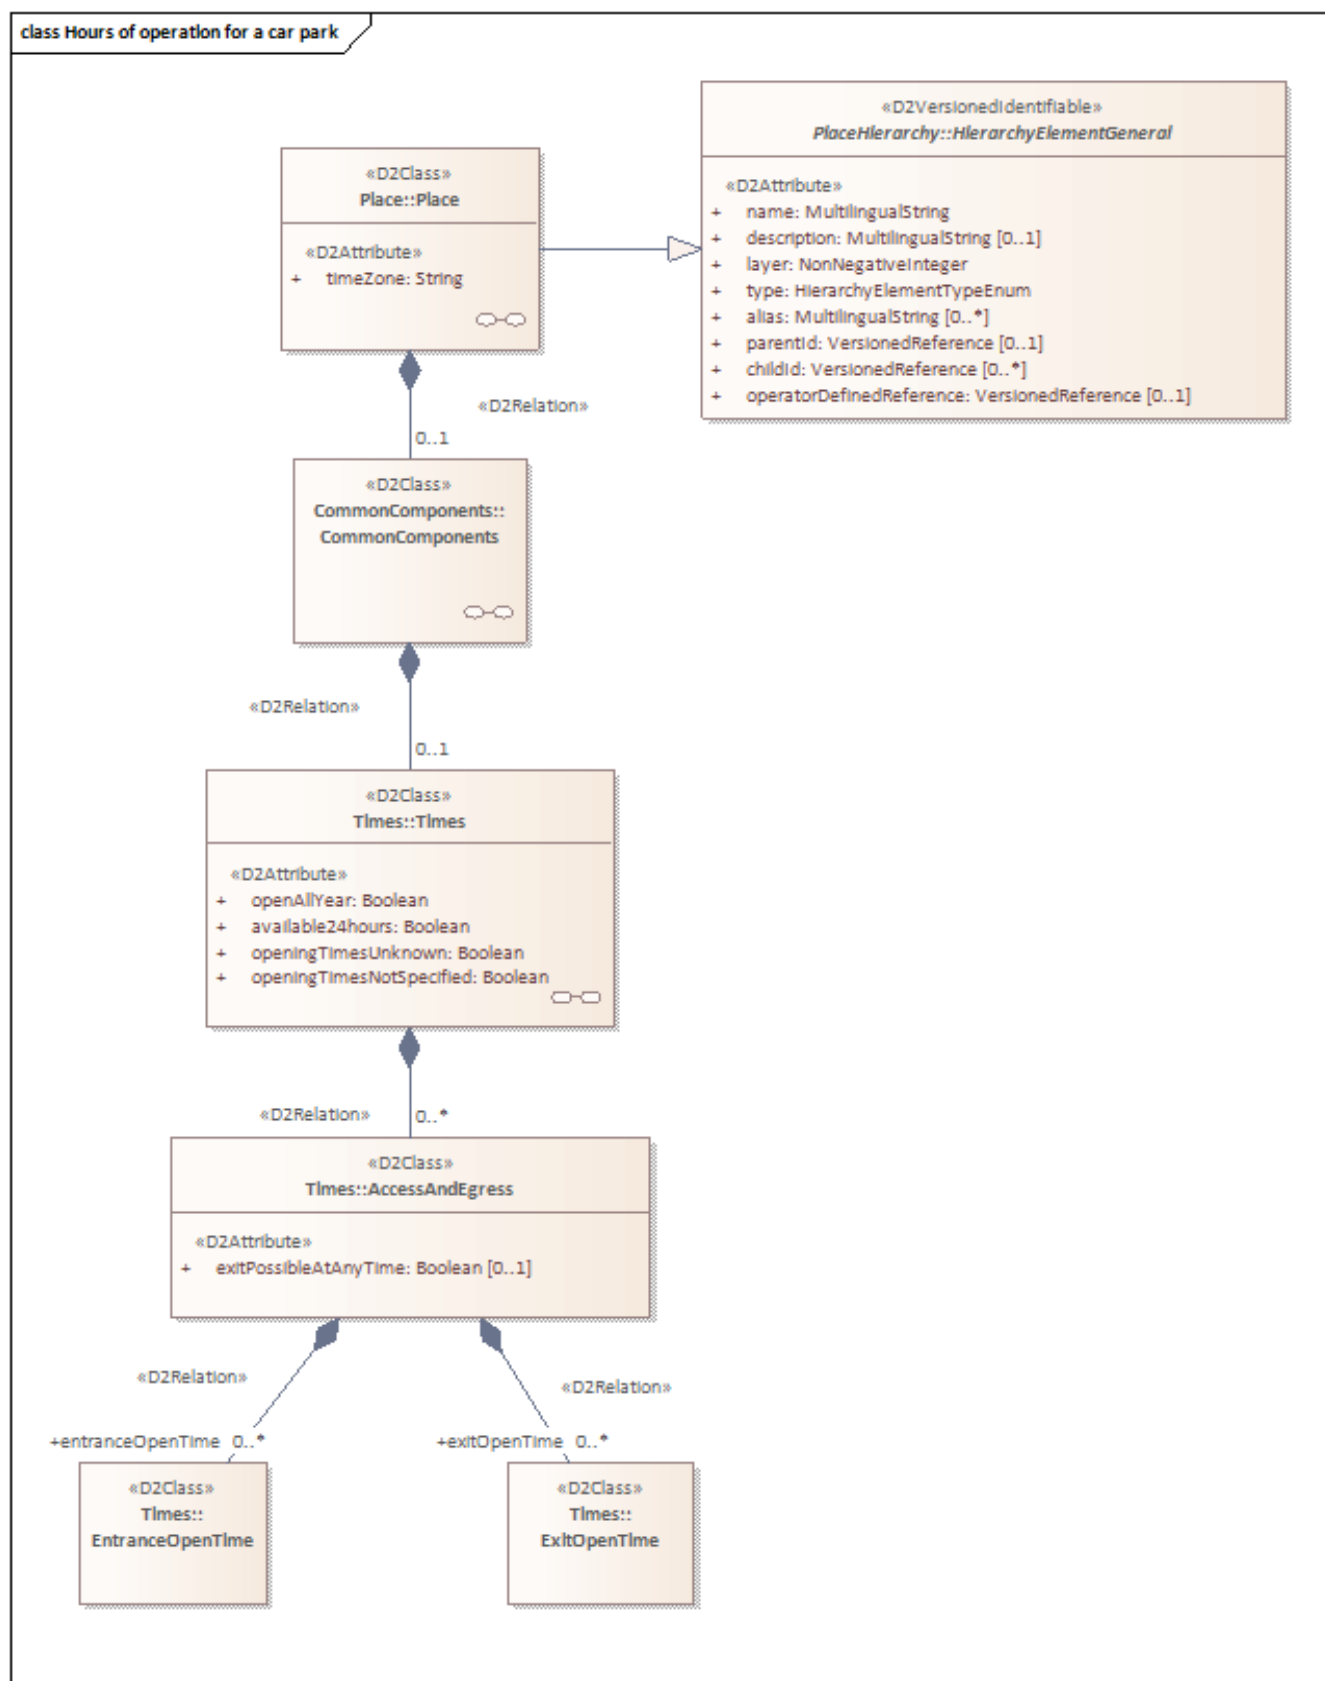 class Hours of operation for a car park
«D2VersionedIdentifiable»
PlaceHierarchy::HierarchyElementGeneral
«D2Attribute»
+ name: MultilingualString
+ description: MultilingualString [0..1]
+ layer: NonNegativeInteger
+ type: HierarchyElementTypeEnum
+ alias: MultilingualString [0..*]
+ parentId: VersionedReference [0..1]
+ childId: VersionedReference [0..*]
+ operatorDefinedReference: VersionedReference [0..1]
«D2Class»
Place::Place
«D2Attribute»
+ timeZone: String
«D2Relation»
0..1
«D2Class»
CommonComponents::
CommonComponents
«D2Relation»
0..1
«D2Class»
Times::Times
«D2Attribute»
+ openAllYear: Boolean
+ available24hours: Boolean
+ openingTimesUnknown: Boolean
+ openingTimesNotSpecified: Boolean
«D2Relation»
0..*
«D2Class»
Times::AccessAndEgress
«D2Attribute»
+ exitPossibleAtAnyTime: Boolean [0..1]
«D2Relation»
«D2Relation»
+entranceOpenTime 0..*
+exitOpenTime 0..*
«D2Class»
Times::
EntranceOpenTime
«D2Class»
Times::
ExitOpenTime